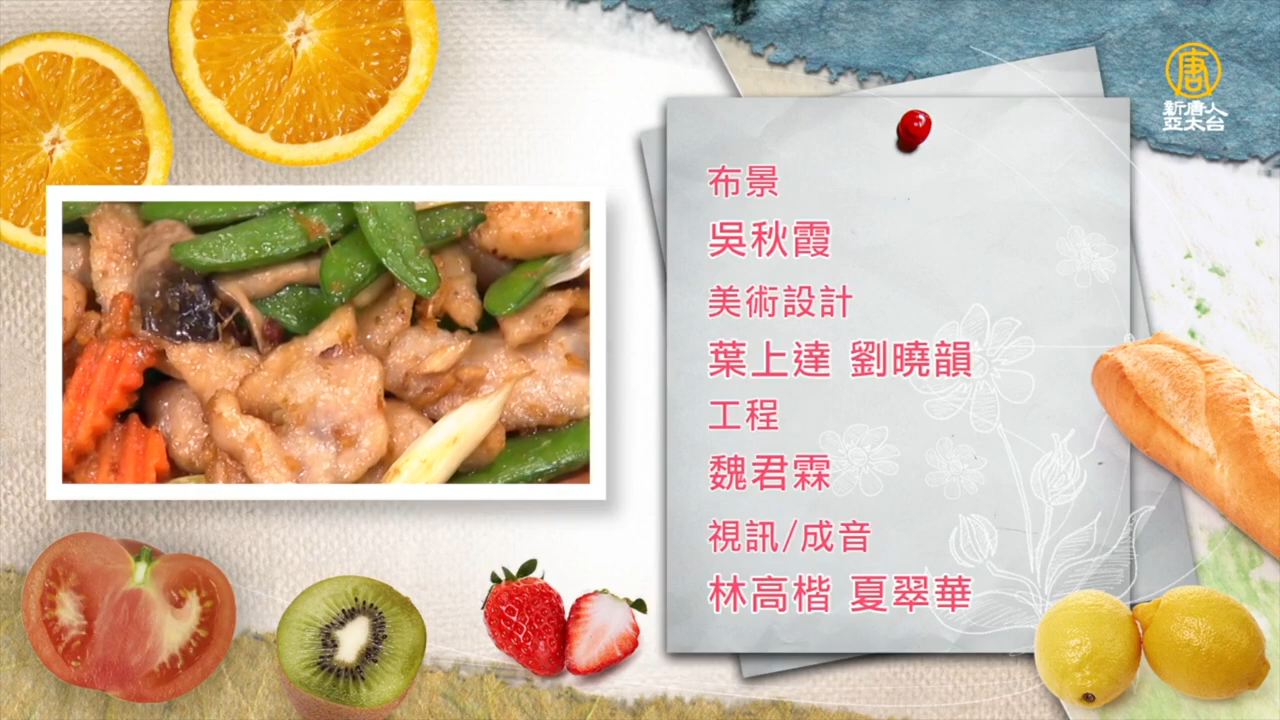 唐
新唐人
亞太台
布景
吳秋霞
美術設計
葉上達 劉曉韻
工程
魏君霖
視訊/成音
林高楷 夏翠華